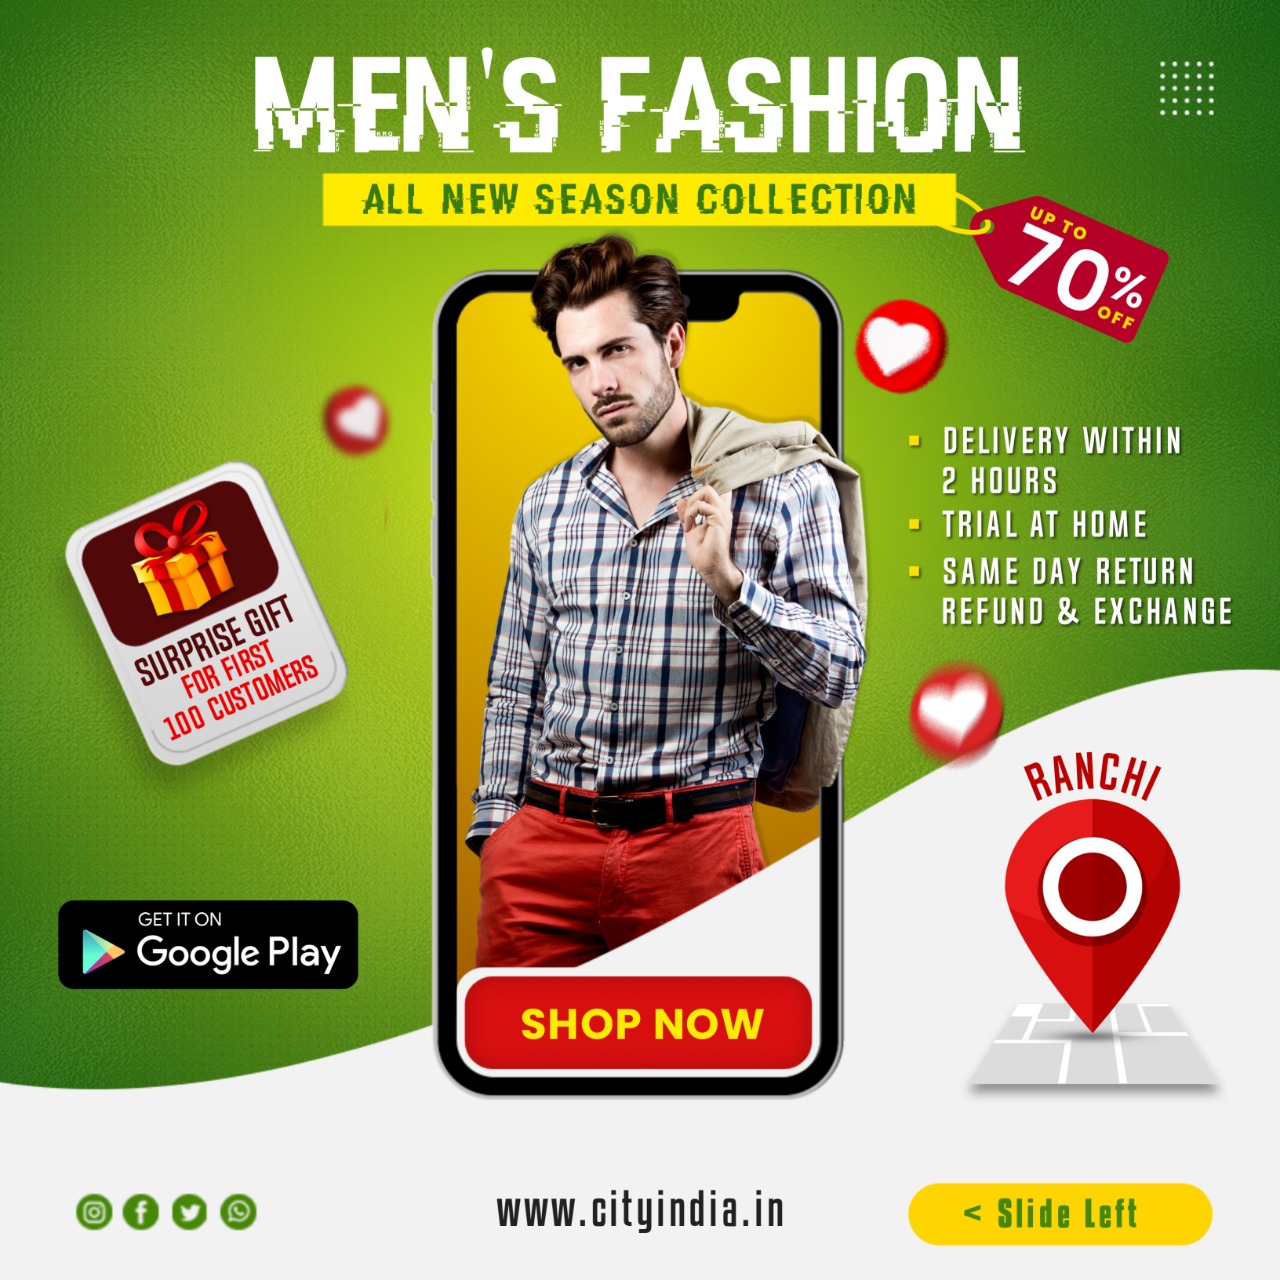 MEN'S FASHION
ALL NEW SEASON COLLECTION
UP TO
70%
OFF
DELIVERY WITHIN
2 HOURS
TRIAL AT HOME
SAME DAY RETURN
REFUND & EXCHANGE
SURPRISE GIFT
FOR FIRST
100 CUSTOMERS
RANCHI
GET IT ON
Google Play
SHOP NOW
www.cityindia.in
< Slide Left